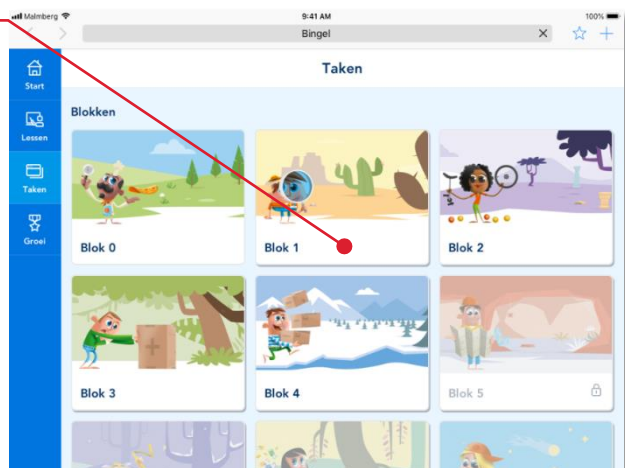 Malmberg 9:41 AM 100%
Bingel
Start
Lessen
Taken
Groei
Taken
Blokken
Blok 0
Blok 1
Blok 2
Blok 3
Blok 4
Blok 5